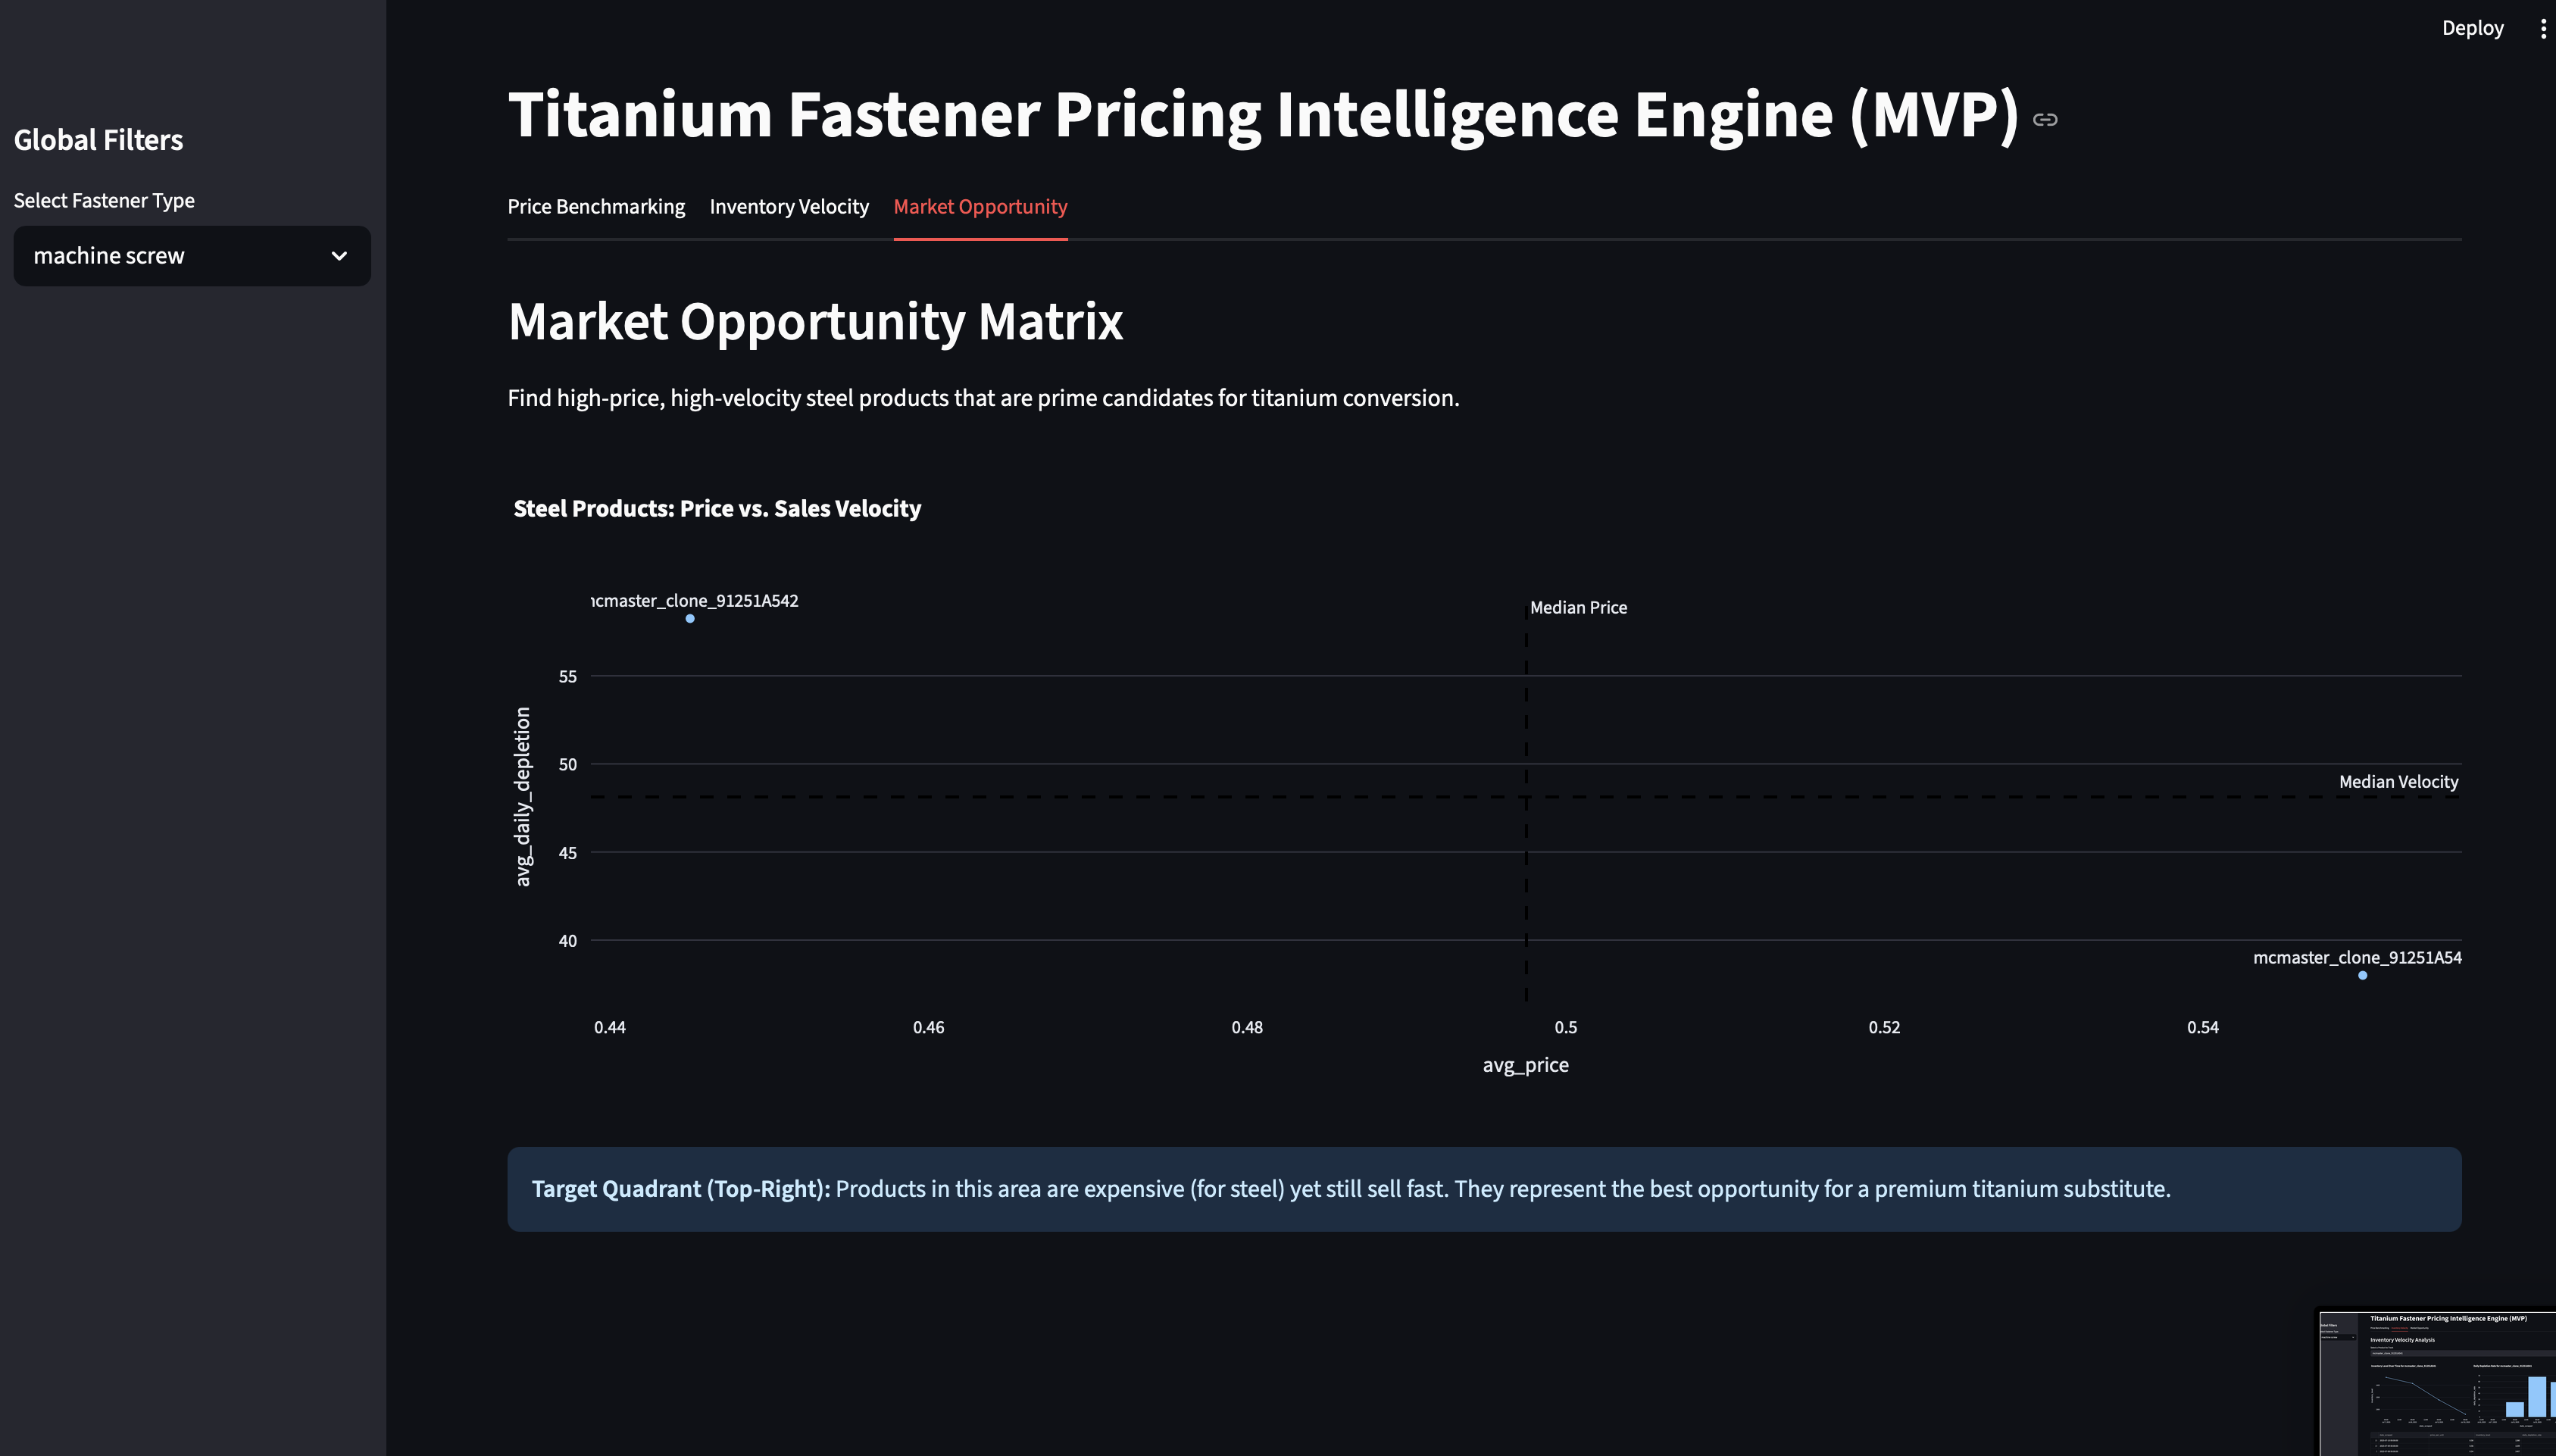 Deploy
Global Filters
Select Fastener Type
machine screw
Titanium Fastener Pricing Intelligence Engine (MVP)
Price Benchmarking Inventory Velocity Market Opportunity
Market Opportunity Matrix
Find high-price, high-velocity steel products that are prime candidates for titanium conversion.
Steel Products: Price vs. Sales Velocity
mcmaster_clone_91251A542
Median Price
55
50
Median Velocity
45
40
avg_daily_depletion
mcmaster_clone_91251A54
0.44 0.46 0.48 0.5 0.52 0.54
avg_price
Target Quadrant (Top-Right): Products in this area are expensive (for steel) yet still sell fast. They represent the best opportunity for a premium titanium substitute.
Titanium Fastener Pricing Intelligence Engine (MVP)
Inventory Velocity Analysis